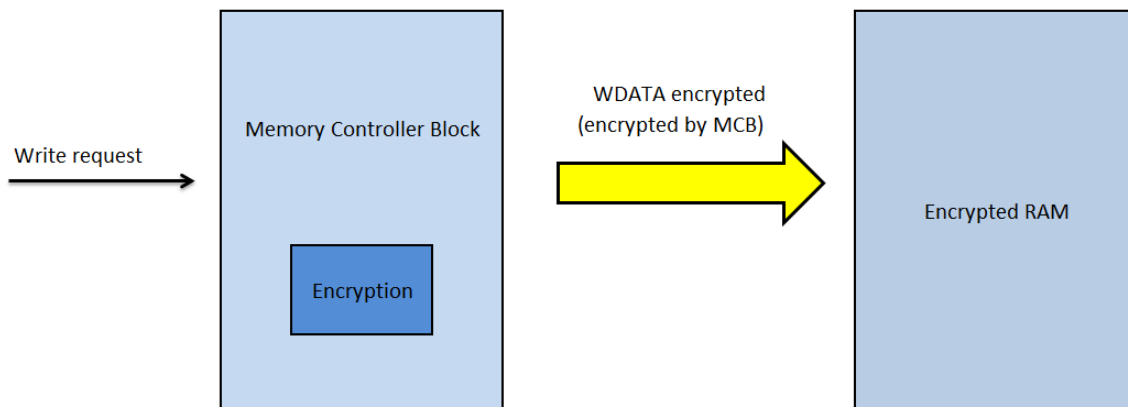 Write request
Memory Controller Block
Encryption
WDATA encrypted
(encrypted by MCB)
Encrypted RAM